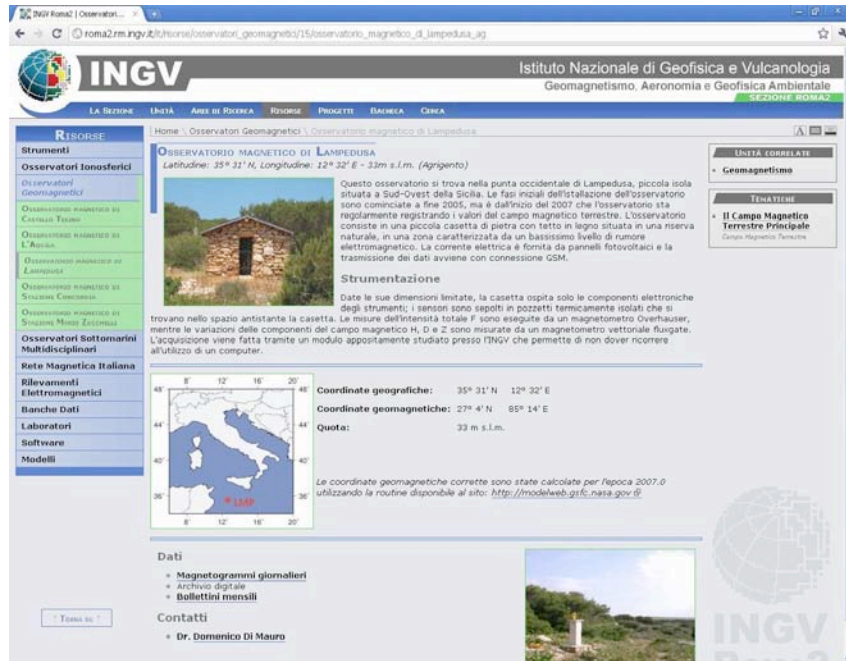 INGV Roma2 | Osservatori...
roma2.rm.ingv.it/it/risorse/osservatori_geomagnetici/15/osservatorio_magnetico_di_lampedusa_ag
INGV
Istituto Nazionale di Geofisica e Vulcanologia
Geomagnetismo, Aeronomia e Geofisica Ambientale
SEZIONE ROMA2
LA SEZIONE UNITÀ AREE DI RICERCA RISORSE PROGETTI BACHECA CERCA
RISORSE
Strumenti
Osservatori Ionosferici
Osservatori
Geomagnetici
OSSERVATORIO MAGNETICO DI
CASTELLO TESINO
OSSERVATORIO MAGNETICO DI
L'AQUILA
OSSERVATORIO MAGNETICO DI
LAMPEDUSA
OSSERVATORIO MAGNETICO DI
STAZIONE CONCORDIA
OSSERVATORIO MAGNETICO DI
STAZIONE MARIO ZUCCHELLI
Osservatori Sottomarini
Multidisciplinari
Rete Magnetica Italiana
Rilevamenti
Elettromagnetici
Banche Dati
Laboratori
Software
Modelli
↑ TORNA SU ↑
Home \ Osservatori Geomagnetici \ Osservatorio magnetico di Lampedusa
A
OSSERVATORIO MAGNETICO DI LAMPEDUSA
Latitudine: 35º 31' N, Longitudine: 12º 32' E - 33m s.l.m. (Agrigento)
Questo osservatorio si trova nella punta occidentale di Lampedusa, piccola isola
situata a Sud-Ovest della Sicilia. Le fasi iniziali dell'istallazione dell'osservatorio
sono cominciate a fine 2005, ma è dall'inizio del 2007 che l'osservatorio sta
regolarmente registrando i valori del campo magnetico terrestre. L'osservatorio
consiste in una piccola casetta di pietra con tetto in legno situata in una riserva
naturale, in una zona caratterizzata da un bassissimo livello di rumore
elettromagnetico. La corrente elettrica è fornita da pannelli fotovoltaici e la
trasmissione dei dati avviene con connessione GSM.
Strumentazione
Date le sue dimensioni limitate, la casetta ospita solo le componenti elettroniche
degli strumenti; i sensori sono sepolti in pozzetti termicamente isolati che si
trovano nello spazio antistante la casetta. Le misure dell'intensità totale F sono eseguite da un magnetometro Overhauser,
mentre le variazioni delle componenti del campo magnetico H, D e Z sono misurate da un magnetometro vettoriale fluxgate.
L'acquisizione viene fatta tramite un modulo appositamente studiato presso l'INGV che permette di non dover ricorrere
all'utilizzo di un computer.
8° 12° 16° 20°
48° 48°
44° 44°
40° 40°
36° 36°
LMP
8° 12° 16° 20°
Coordinate geografiche: 35º 31' N 12º 32' E
Coordinate geomagnetiche: 27º 4' N 85º 14' E
Quota: 33 m s.l.m.
Le coordinate geomagnetiche corrette sono state calcolate per l'epoca 2007.0
utilizzando la routine disponibile al sito: http://modelweb.gsfc.nasa.gov
Dati
Magnetogrammi giornalieri
Archivio digitale
Bollettini mensili
Contatti
Dr. Domenico Di Mauro
UNITÀ CORRELATE
Geomagnetismo
TEMATICHE
Il Campo Magnetico
Terrestre Principale
Campo Magnetico Terrestre
INGV
Roma2